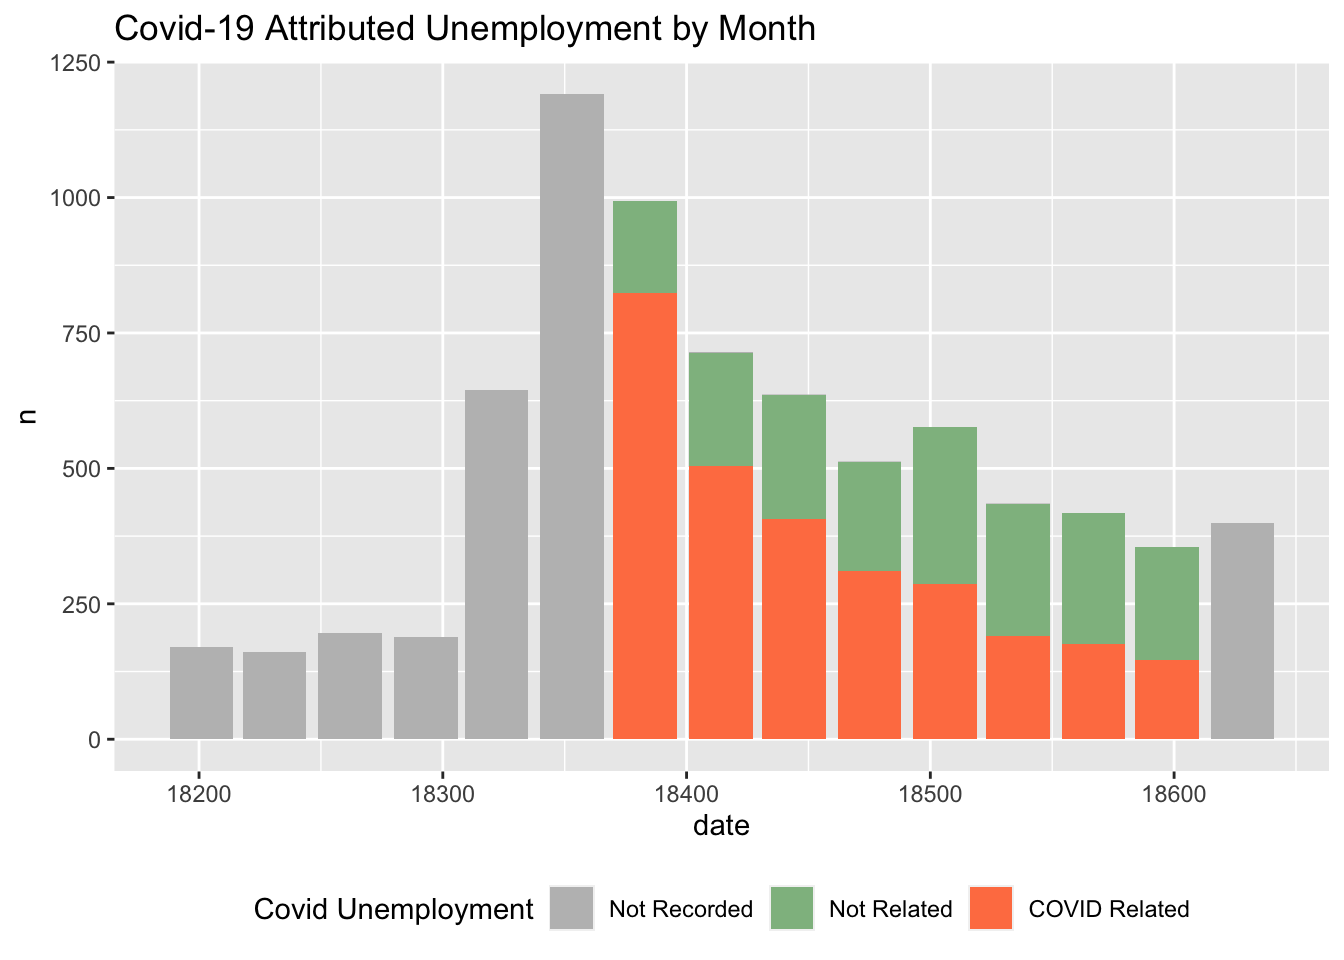 Covid-19 Attributed Unemployment by Month
1250
1000
750
500
250
0
n
18200 18300 18400 18500 18600
date
Covid Unemployment Not Recorded Not Related COVID Related